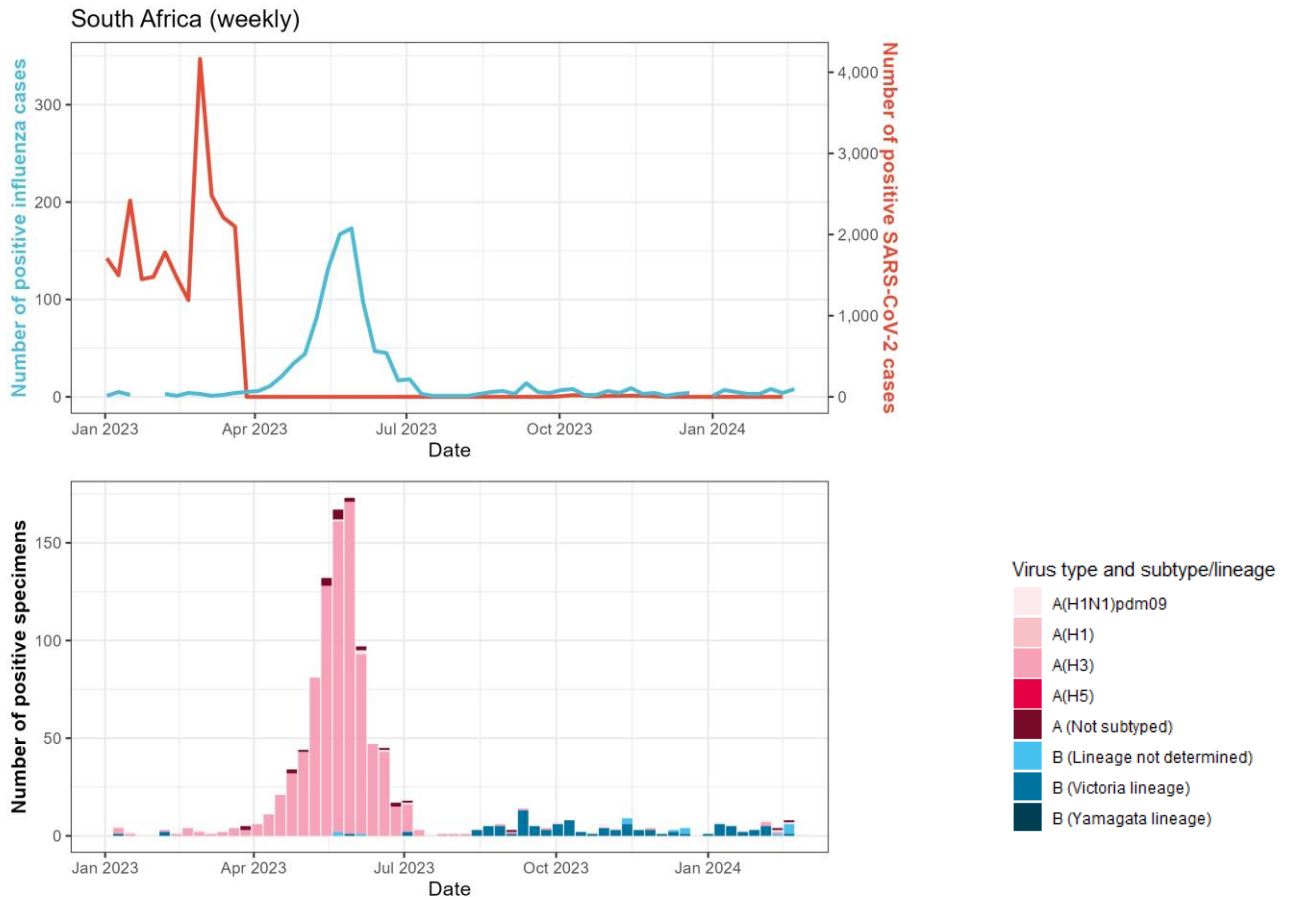 South Africa (weekly)
Number of positive influenza cases
300
200
100
0
4,000
3,000
2,000
1,000
0
Number of positive SARS-CoV-2 cases
Jan 2023 Apr 2023 Jul 2023 Oct 2023 Jan 2024
Date
Number of positive specimens
150
100
50
0
Jan 2023 Apr 2023 Jul 2023 Oct 2023 Jan 2024
Date
Virus type and subtype/lineage
A(H1N1)pdm09
A(H1)
A(H3)
A(H5)
A (Not subtyped)
B (Lineage not determined)
B (Victoria lineage)
B (Yamagata lineage)